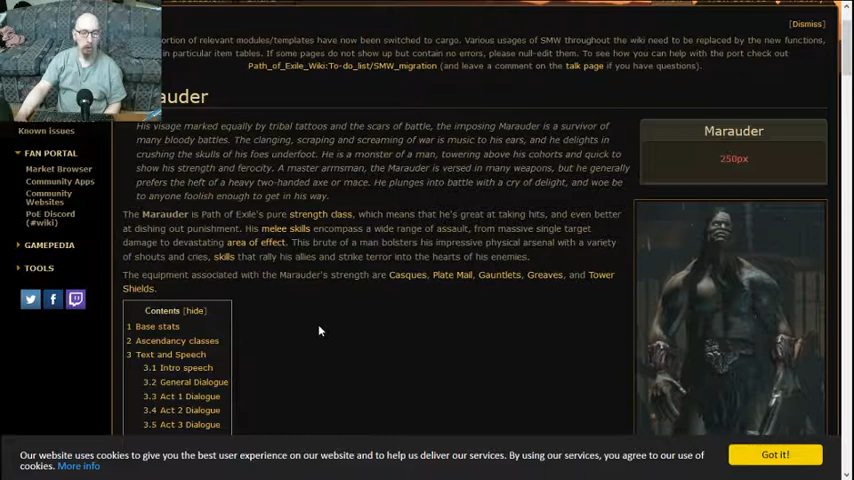 [Dismiss]
ortion of relevant modules/templates have now been switched to cargo. Various usages of SMW throughout the wiki need to be replaced by the new functions,
in particular item tables. If some pages do not show up but contain no errors, please null-edit them. To see how you can help with the port check out
Path_of_Exile_Wiki:To-do_list/SMW_migration (and leave a comment on the talk page if you have questions).
arauder
Known issues
FAN PORTAL
Market Browser
Community Apps
Community
Websites
PoE Discord
(#wiki)
GAMEPEDIA
TOOLS
His visage marked equally by tribal tattoos and the scars of battle, the imposing Marauder is a survivor of
many bloody battles. The clanging, scraping and screaming of war is music to his ears, and he delights in
crushing the skulls of his foes underfoot. He is a monster of a man, towering above his cohorts and quick to
show his strength and ferocity. A master armsman, the Marauder is versed in many weapons, but he generally
prefers the heft of a heavy two-handed axe or mace. He plunges into battle with a cry of delight, and woe be
to anyone foolish enough to get in his way.
The Marauder is Path of Exile's pure strength class, which means that he's great at taking hits, and even better
at dishing out punishment. His melee skills encompass a wide range of assault, from massive single target
damage to devastating area of effect. This brute of a man bolsters his impressive physical arsenal with a variety
of shouts and cries, skills that rally his allies and strike terror into the hearts of his enemies.
The equipment associated with the Marauder's strength are Casques, Plate Mail, Gauntlets, Greaves, and Tower
Shields.
Contents [hide]
1 Base stats
2 Ascendancy classes
3 Text and Speech
3.1 Intro speech
3.2 General Dialogue
3.3 Act 1 Dialogue
3.4 Act 2 Dialogue
3.5 Act 3 Dialogue
Marauder
250px
Our website uses cookies to give you the best user experience on our website and to help us deliver our services. By using our services, you agree to our use of
cookies. More info
Got it!